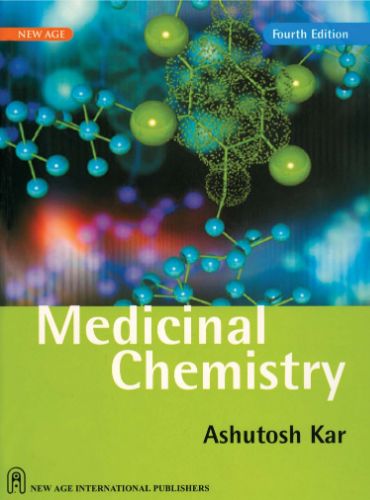 NEW AGE
Fourth Edition
Medicinal
Chemistry
Ashutosh Kar
NEW AGE INTERNATIONAL PUBLISHERS